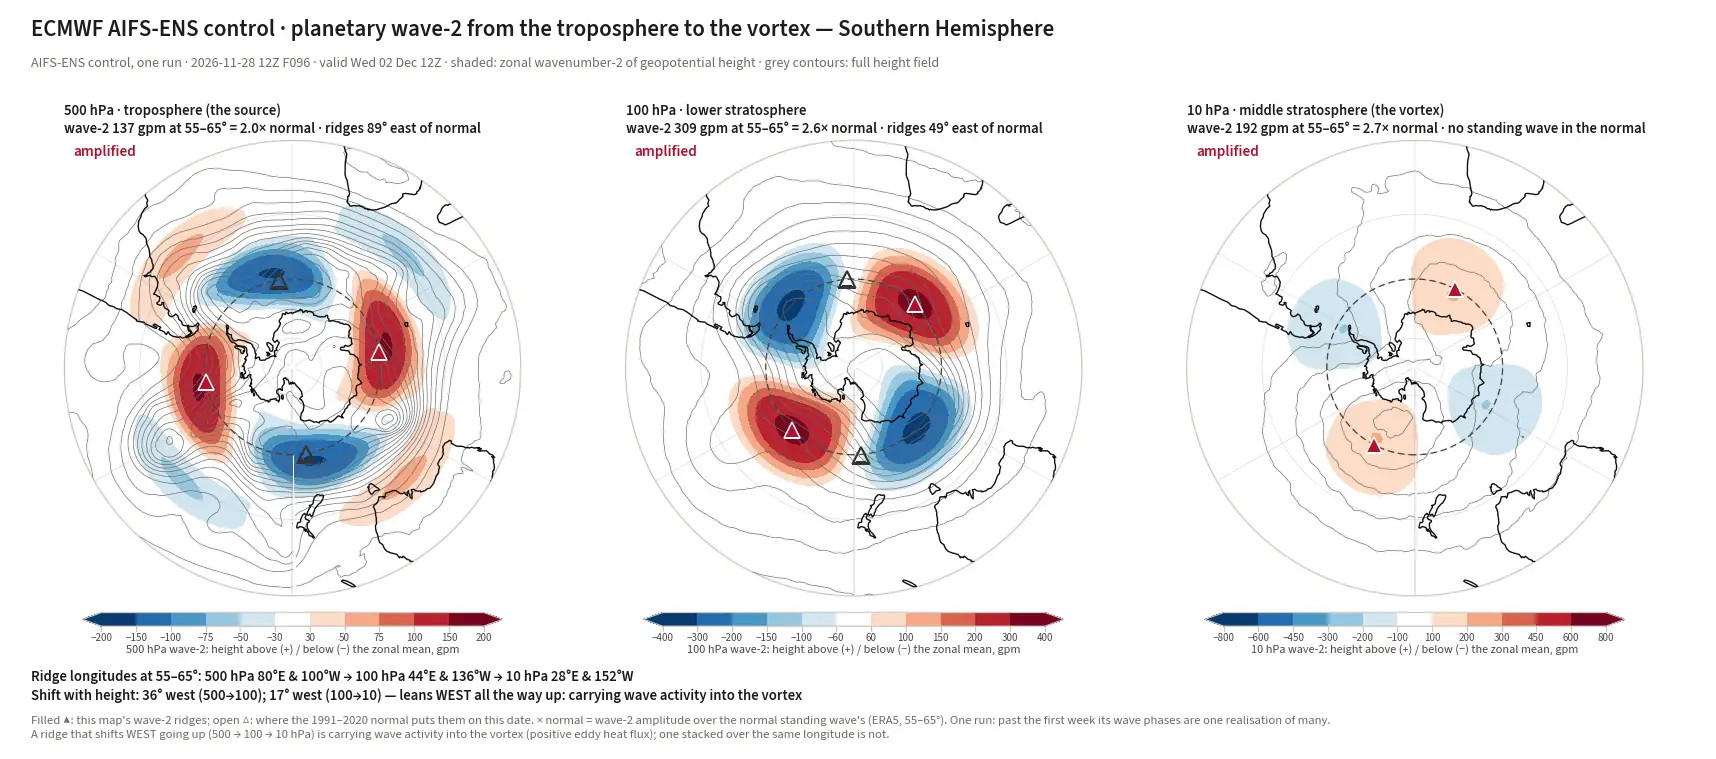 ECMWF AIFS-ENS control · planetary wave-2 from the troposphere to the vortex — Southern Hemisphere
AIFS-ENS control, one run · 2026-11-28 12Z F096 · valid Wed 02 Dec 12Z · shaded: zonal wavenumber-2 of geopotential height · grey contours: full height field
500 hPa · troposphere (the source)
wave-2 137 gpm at 55–65° = 2.0× normal · ridges 89° east of normal
amplified
100 hPa · lower stratosphere
wave-2 309 gpm at 55–65° = 2.6× normal · ridges 49° east of normal
amplified
10 hPa · middle stratosphere (the vortex)
wave-2 192 gpm at 55–65° = 2.7× normal · no standing wave in the normal
amplified
−200 −150 −100 −75 −50 −30 30 50 75 100 150 200
500 hPa wave-2: height above (+) / below (−) the zonal mean, gpm
−400 −300 −200 −150 −100 −60 60 100 150 200 300 400
100 hPa wave-2: height above (+) / below (−) the zonal mean, gpm
−800 −600 −450 −300 −200 −100 100 200 300 450 600 800
10 hPa wave-2: height above (+) / below (−) the zonal mean, gpm
Ridge longitudes at 55–65°: 500 hPa 80°E & 100°W → 100 hPa 44°E & 136°W → 10 hPa 28°E & 152°W
Shift with height: 36° west (500→100); 17° west (100→10) — leans WEST all the way up: carrying wave activity into the vortex
Filled ▲: this map's wave-2 ridges; open △: where the 1991–2020 normal puts them on this date. × normal = wave-2 amplitude over the normal standing wave's (ERA5, 55–65°). One run: past the first week its wave phases are one realisation of many.
A ridge that shifts WEST going up (500 → 100 → 10 hPa) is carrying wave activity into the vortex (positive eddy heat flux); one stacked over the same longitude is not.